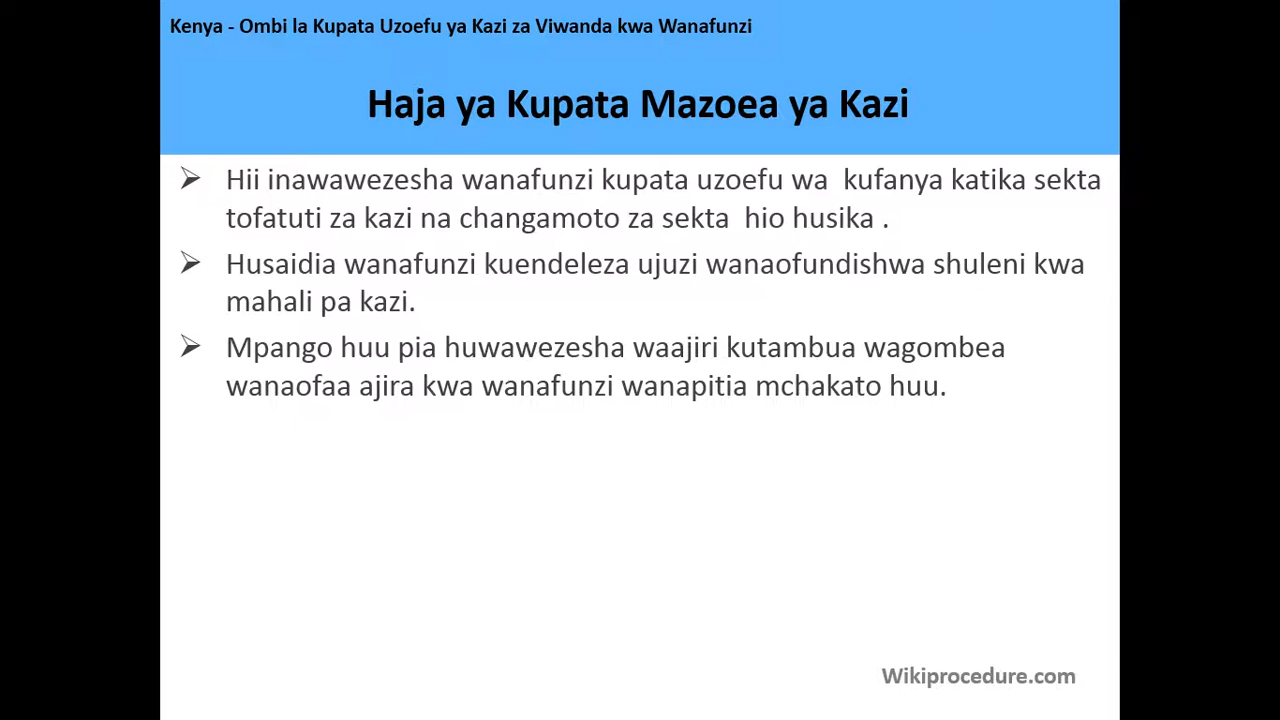 Kenya - Ombi la Kupata Uzoefu ya Kazi za Viwanda kwa Wanafunzi
Haja ya Kupata Mazoea ya Kazi
Hii inawawezesha wanafunzi kupata uzoefu wa kufanya katika sekta
tofatuti za kazi na changamoto za sekta hio husika .
Husaidia wanafunzi kuendeleza ujuzi wanaofundishwa shuleni kwa
mahali pa kazi.
Mpango huu pia huwawezesha waajiri kutambua wagombea
wanaofaa ajira kwa wanafunzi wanapitia mchakato huu.
Wikiprocedure.com